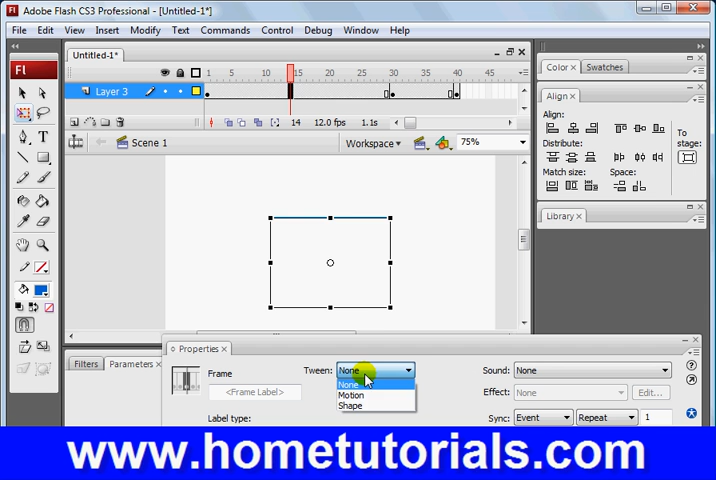 Adobe Flash CS3 Professional - [Untitled-1*]
File Edit View Insert Modify Text Commands Control Debug Window Help
Untitled-1*
Fl
1 5 10 15 20 25 30 35 40 45
Layer 3
14 12.0 fps 1.1s
Scene 1 Workspace 75%
Color Swatches
Align
Align:
Distribute:
Match size: Space:
To stage:
Library
Filters Parameters
Properties
Frame
<Frame Label>
Label type:
Tween: None
None
Motion
Shape
Sound: None
Effect: None Edit...
Sync: Event Repeat 1
www.hometutorials.com